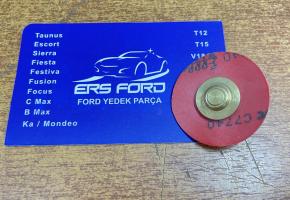 Taunus
Escort
Sierra
Fiesta
Festiva
Fusion
Focus
C Max
B Max
Ka / Mondeo
T12
T15
ERS FORD
FORD YEDEK PARÇA